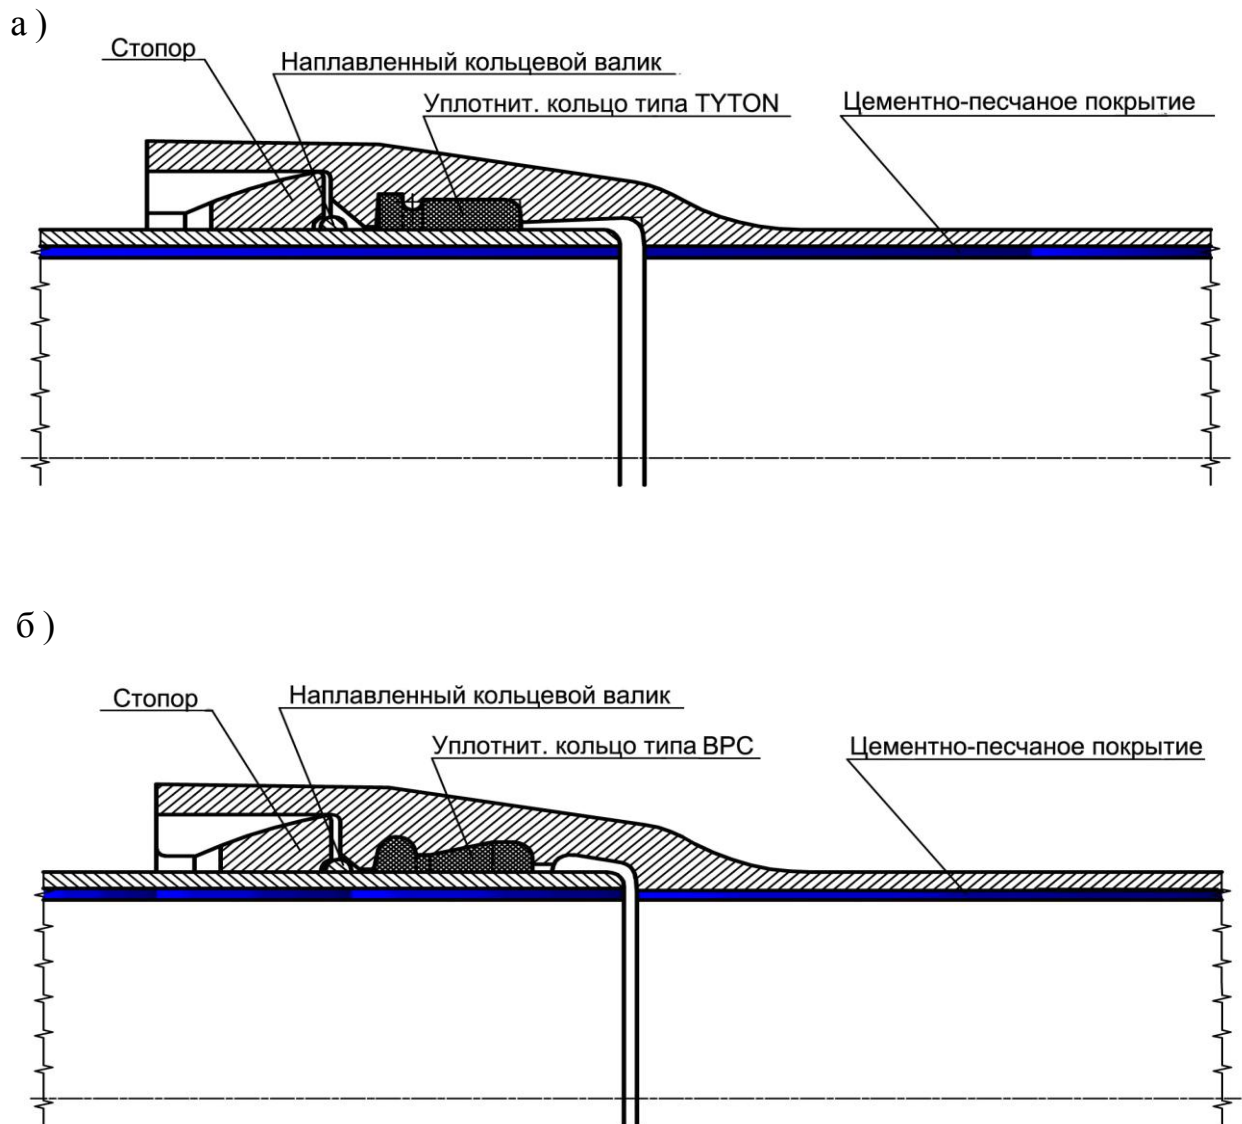 а )
Стопор
Наплавленный кольцевой валик
Уплотнит. кольцо типа TYTON
Цементно-песчаное покрытие
б )
Стопор
Наплавленный кольцевой валик
Уплотнит. кольцо типа ВРС
Цементно-песчаное покрытие